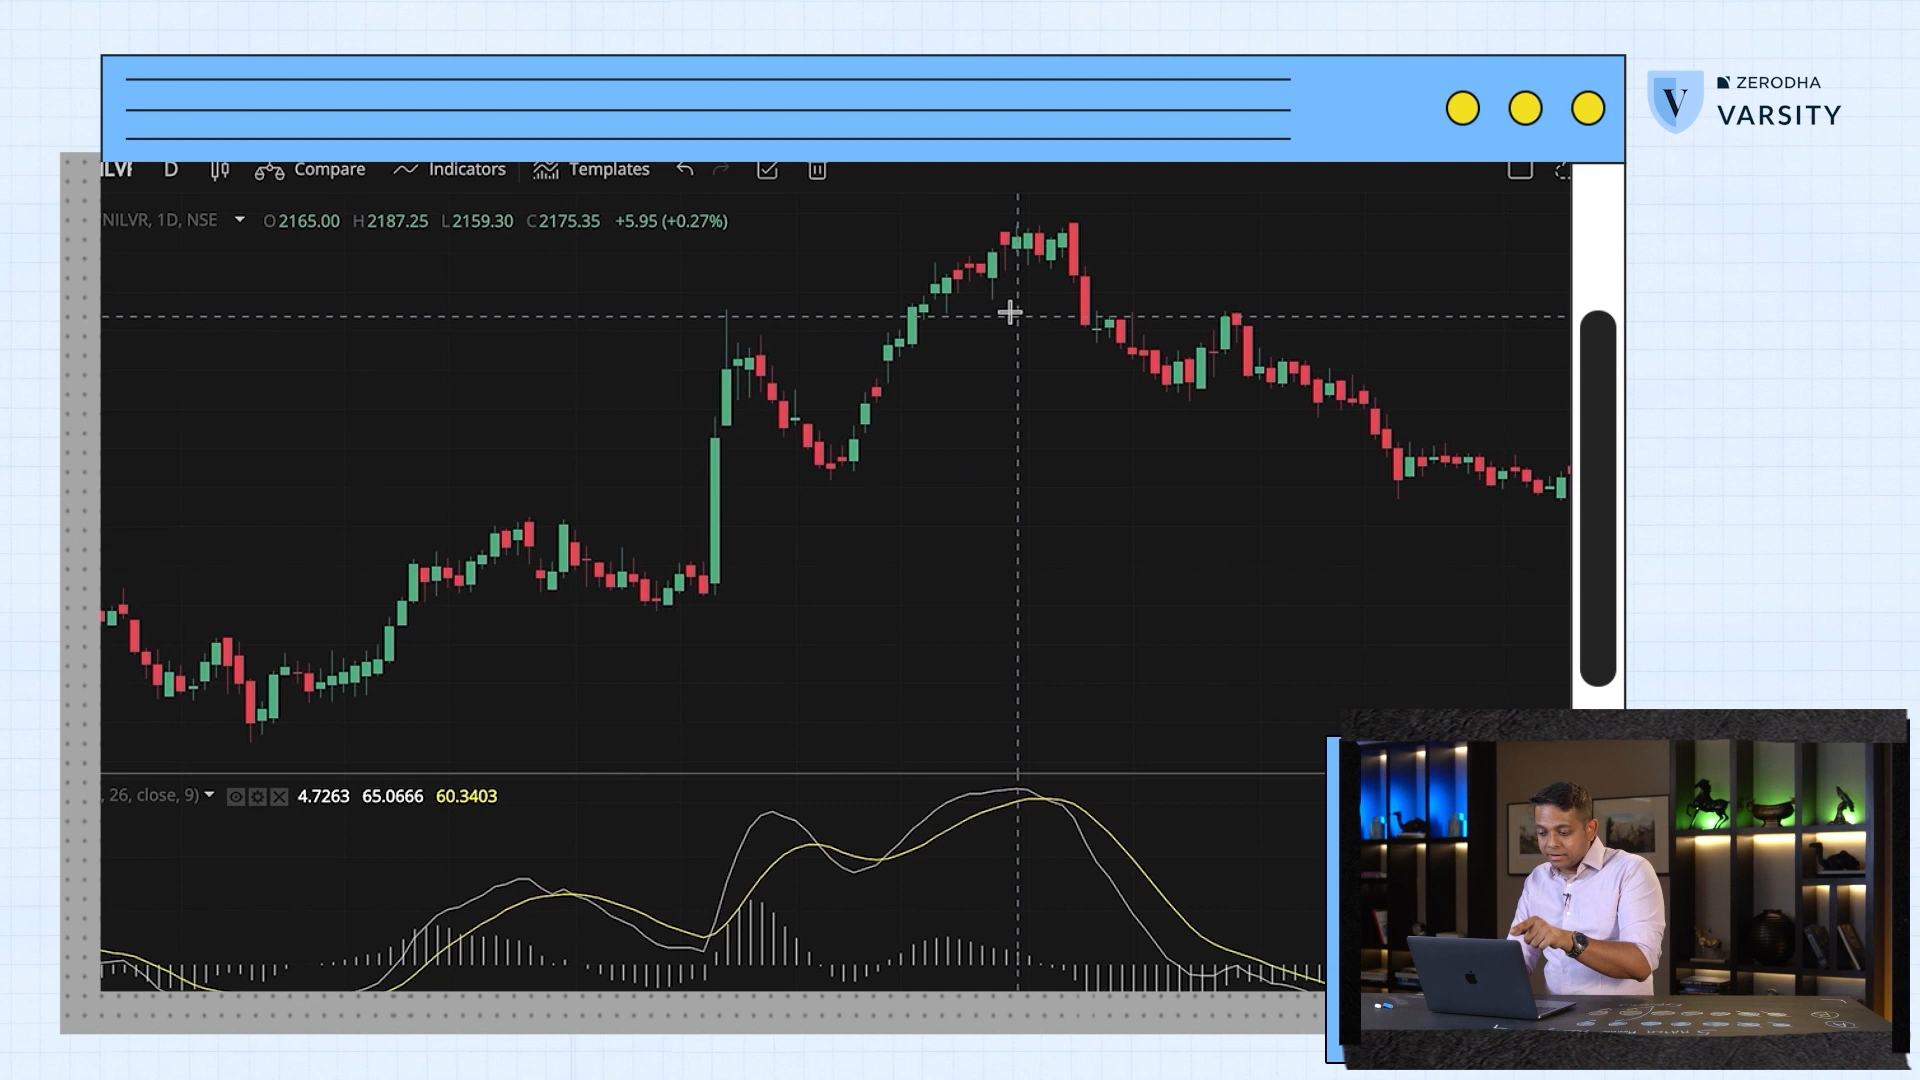 ZERODHA
VARSITY
D Compare Indicators Templates
NILVR, 1D, NSE O2165.00 H2187.25 L2159.30 C2175.35 +5.95 (+0.27%)
, 26, close, 9) 4.7263 65.0666 60.3403